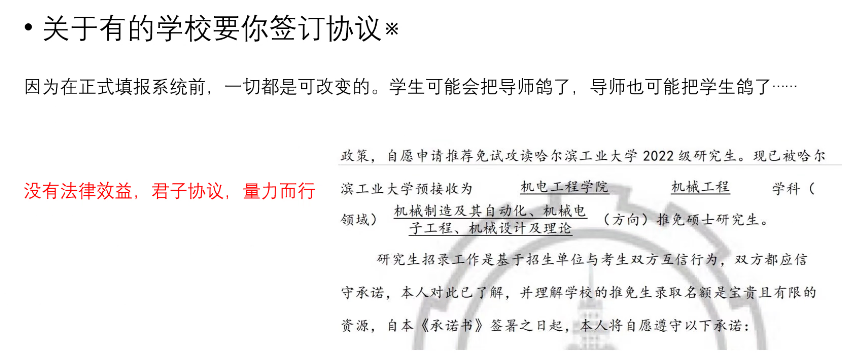 • 关于有的学校要你签订协议※
因为在正式填报系统前，一切都是可改变的。学生可能会把导师鸽了，导师也可能把学生鸽了……
没有法律效益，君子协议，量力而行
政策，自愿申请推荐免试攻读哈尔滨工业大学 2022 级研究生。现已被哈尔
滨工业大学预接收为 机电工程学院 机械工程 学科（
领域） 机械制造及其自动化、机械电
子工程、机械设计及理论 （方向）推免硕士研究生。
研究生招录工作是基于招生单位与考生双方互信行为，双方都应信
守承诺，本人对此已了解，并理解学校的推免生录取名额是宝贵且有限的
资源，自本《承诺书》签署之日起，本人将自愿遵守以下承诺：